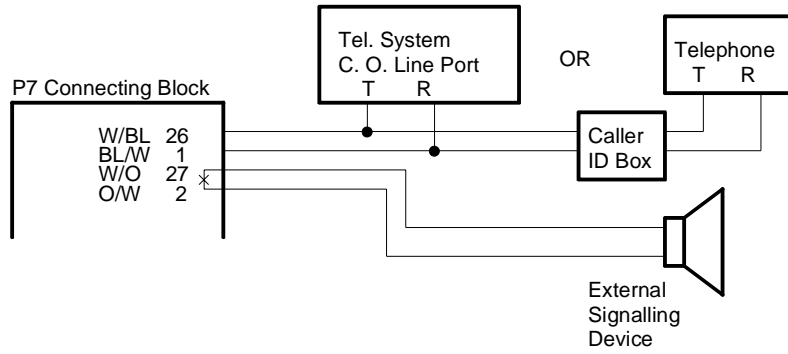 Tel. System
C. O. Line Port
T R
OR
Telephone
T R
P7 Connecting Block
W/BL 26
BL/W 1
W/O 27
O/W 2
Caller
ID Box
External
Signalling
Device